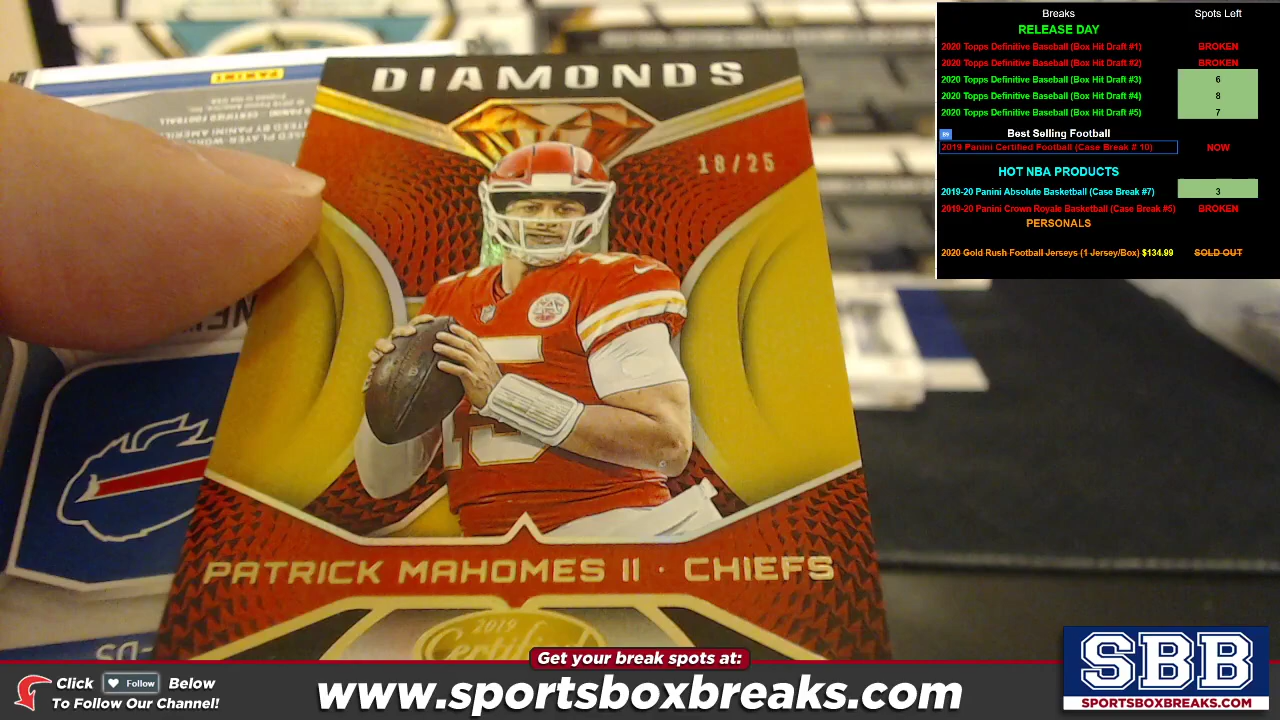 Breaks Spots Left
RELEASE DAY
2020 Topps Definitive Baseball (Box Hit Draft #1) BROKEN
2020 Topps Definitive Baseball (Box Hit Draft #2) BROKEN
2020 Topps Definitive Baseball (Box Hit Draft #3) 6
2020 Topps Definitive Baseball (Box Hit Draft #4) 8
2020 Topps Definitive Baseball (Box Hit Draft #5) 7
Best Selling Football
2019 Panini Certified Football (Case Break # 10) NOW
HOT NBA PRODUCTS
2019-20 Panini Absolute Basketball (Case Break #7) 3
2019-20 Panini Crown Royale Basketball (Case Break #5) BROKEN
PERSONALS
2020 Gold Rush Football Jerseys (1 Jersey/Box) $134.99 SOLD OUT
PANINI
DIAMONDS
18/25
15
PATRICK MAHOMES II · CHIEFS
2019
Certified
Get your break spots at:
Click Follow Below
To Follow Our Channel!
www.sportsboxbreaks.com
SBB
SPORTSBOXBREAKS.COM